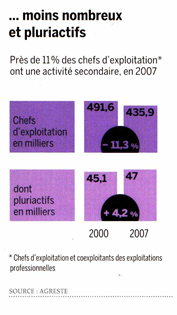 ... moins nombreux
et pluriactifs
Près de 11% des chefs d'exploitation*
ont une activité secondaire, en 2007
491,6
435,9
Chefs
d'exploitation
en milliers
– 11,3 %
45,1
47
dont
pluriactifs
en milliers
+ 4,2 %
2000 2007
* Chefs d'exploitation et coexploitants des exploitations
professionnelles
SOURCE : AGRESTE